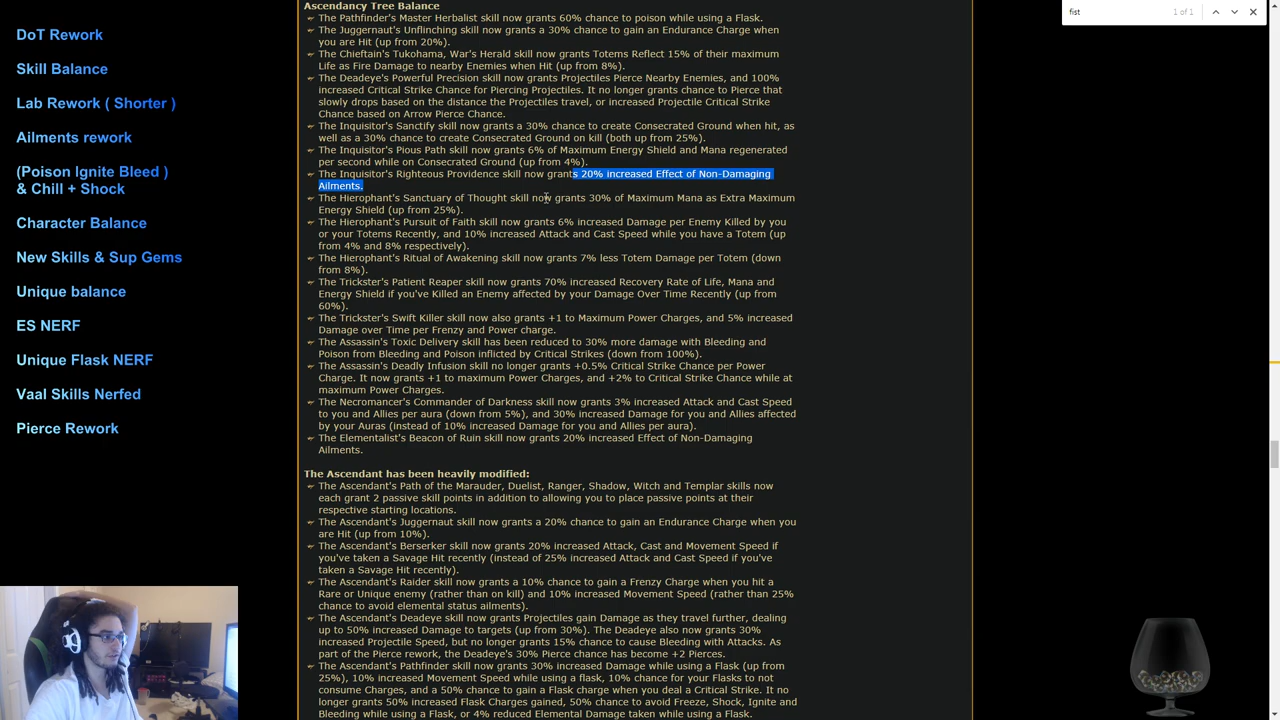 DoT Rework
Skill Balance
Lab Rework ( Shorter )
Ailments rework
(Poison Ignite Bleed )
& Chill + Shock
Character Balance
New Skills & Sup Gems
Unique balance
ES NERF
Unique Flask NERF
Vaal Skills Nerfed
Pierce Rework
fist
1 of 1
Ascendancy Tree Balance
The Pathfinder's Master Herbalist skill now grants 60% chance to poison while using a Flask.
The Juggernaut's Unflinching skill now grants a 30% chance to gain an Endurance Charge when
you are Hit (up from 20%).
The Chieftain's Tukohama, War's Herald skill now grants Totems Reflect 15% of their maximum
Life as Fire Damage to nearby Enemies when Hit (up from 8%).
The Deadeye's Powerful Precision skill now grants Projectiles Pierce Nearby Enemies, and 100%
increased Critical Strike Chance for Piercing Projectiles. It no longer grants chance to Pierce that
slowly drops based on the distance the Projectiles travel, or increased Projectile Critical Strike
Chance based on Arrow Pierce Chance.
The Inquisitor's Sanctify skill now grants a 30% chance to create Consecrated Ground when hit, as
well as a 30% chance to create Consecrated Ground on kill (both up from 25%).
The Inquisitor's Pious Path skill now grants 6% of Maximum Energy Shield and Mana regenerated
per second while on Consecrated Ground (up from 4%).
The Inquisitor's Righteous Providence skill now grants 20% increased Effect of Non-Damaging
Ailments.
The Hierophant's Sanctuary of Thought skill now grants 30% of Maximum Mana as Extra Maximum
Energy Shield (up from 25%).
The Hierophant's Pursuit of Faith skill now grants 6% increased Damage per Enemy Killed by you
or your Totems Recently, and 10% increased Attack and Cast Speed while you have a Totem (up
from 4% and 8% respectively).
The Hierophant's Ritual of Awakening skill now grants 7% less Totem Damage per Totem (down
from 8%).
The Trickster's Patient Reaper skill now grants 70% increased Recovery Rate of Life, Mana and
Energy Shield if you've Killed an Enemy affected by your Damage Over Time Recently (up from
60%).
The Trickster's Swift Killer skill now also grants +1 to Maximum Power Charges, and 5% increased
Damage over Time per Frenzy and Power charge.
The Assassin's Toxic Delivery skill has been reduced to 30% more damage with Bleeding and
Poison from Bleeding and Poison inflicted by Critical Strikes (down from 100%).
The Assassin's Deadly Infusion skill no longer grants +0.5% Critical Strike Chance per Power
Charge. It now grants +1 to maximum Power Charges, and +2% to Critical Strike Chance while at
maximum Power Charges.
The Necromancer's Commander of Darkness skill now grants 3% increased Attack and Cast Speed
to you and Allies per aura (down from 5%), and 30% increased Damage for you and Allies affected
by your Auras (instead of 10% increased Damage for you and Allies per aura).
The Elementalist's Beacon of Ruin skill now grants 20% increased Effect of Non-Damaging
Ailments.
The Ascendant has been heavily modified:
The Ascendant's Path of the Marauder, Duelist, Ranger, Shadow, Witch and Templar skills now
each grant 2 passive skill points in addition to allowing you to place passive points at their
respective starting locations.
The Ascendant's Juggernaut skill now grants a 20% chance to gain an Endurance Charge when you
are Hit (up from 10%).
The Ascendant's Berserker skill now grants 20% increased Attack, Cast and Movement Speed if
you've taken a Savage Hit recently (instead of 25% increased Attack and Cast Speed if you've
taken a Savage Hit recently).
The Ascendant's Raider skill now grants a 10% chance to gain a Frenzy Charge when you hit a
Rare or Unique enemy (rather than on kill) and 10% increased Movement Speed (rather than 25%
chance to avoid elemental status ailments).
The Ascendant's Deadeye skill now grants Projectiles gain Damage as they travel further, dealing
up to 50% increased Damage to targets (up from 30%). The Deadeye also now grants 30%
increased Projectile Speed, but no longer grants 15% chance to cause Bleeding with Attacks. As
part of the Pierce rework, the Deadeye's 30% Pierce chance has become +2 Pierces.
The Ascendant's Pathfinder skill now grants 30% increased Damage while using a Flask (up from
25%), 10% increased Movement Speed while using a flask, 10% chance for your Flasks to not
consume Charges, and a 50% chance to gain a Flask charge when you deal a Critical Strike. It no
longer grants 50% increased Flask Charges gained, 50% chance to avoid Freeze, Shock, Ignite and
Bleeding while using a Flask, or 4% reduced Elemental Damage taken while using a Flask.